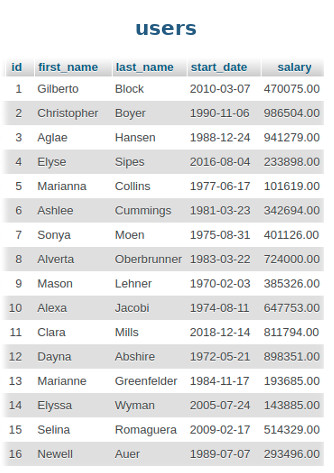 users
id first_name last_name start_date salary
1 Gilberto Block 2010-03-07 470075.00
2 Christopher Boyer 1990-11-06 986504.00
3 Aglae Hansen 1988-12-24 941279.00
4 Elyse Sipes 2016-08-04 233898.00
5 Marianna Collins 1977-06-17 101619.00
6 Ashlee Cummings 1981-03-23 342694.00
7 Sonya Moen 1975-08-31 401126.00
8 Alverta Oberbrunner 1983-03-22 724000.00
9 Mason Lehner 1970-02-03 385326.00
10 Alexa Jacobi 1974-08-11 647753.00
11 Clara Mills 2018-12-14 811794.00
12 Dayna Abshire 1972-05-21 898351.00
13 Marianne Greenfelder 1984-11-17 193685.00
14 Elyssa Wyman 2005-07-24 143885.00
15 Selina Romaguera 2009-02-17 514329.00
16 Newell Auer 1989-07-07 293496.00